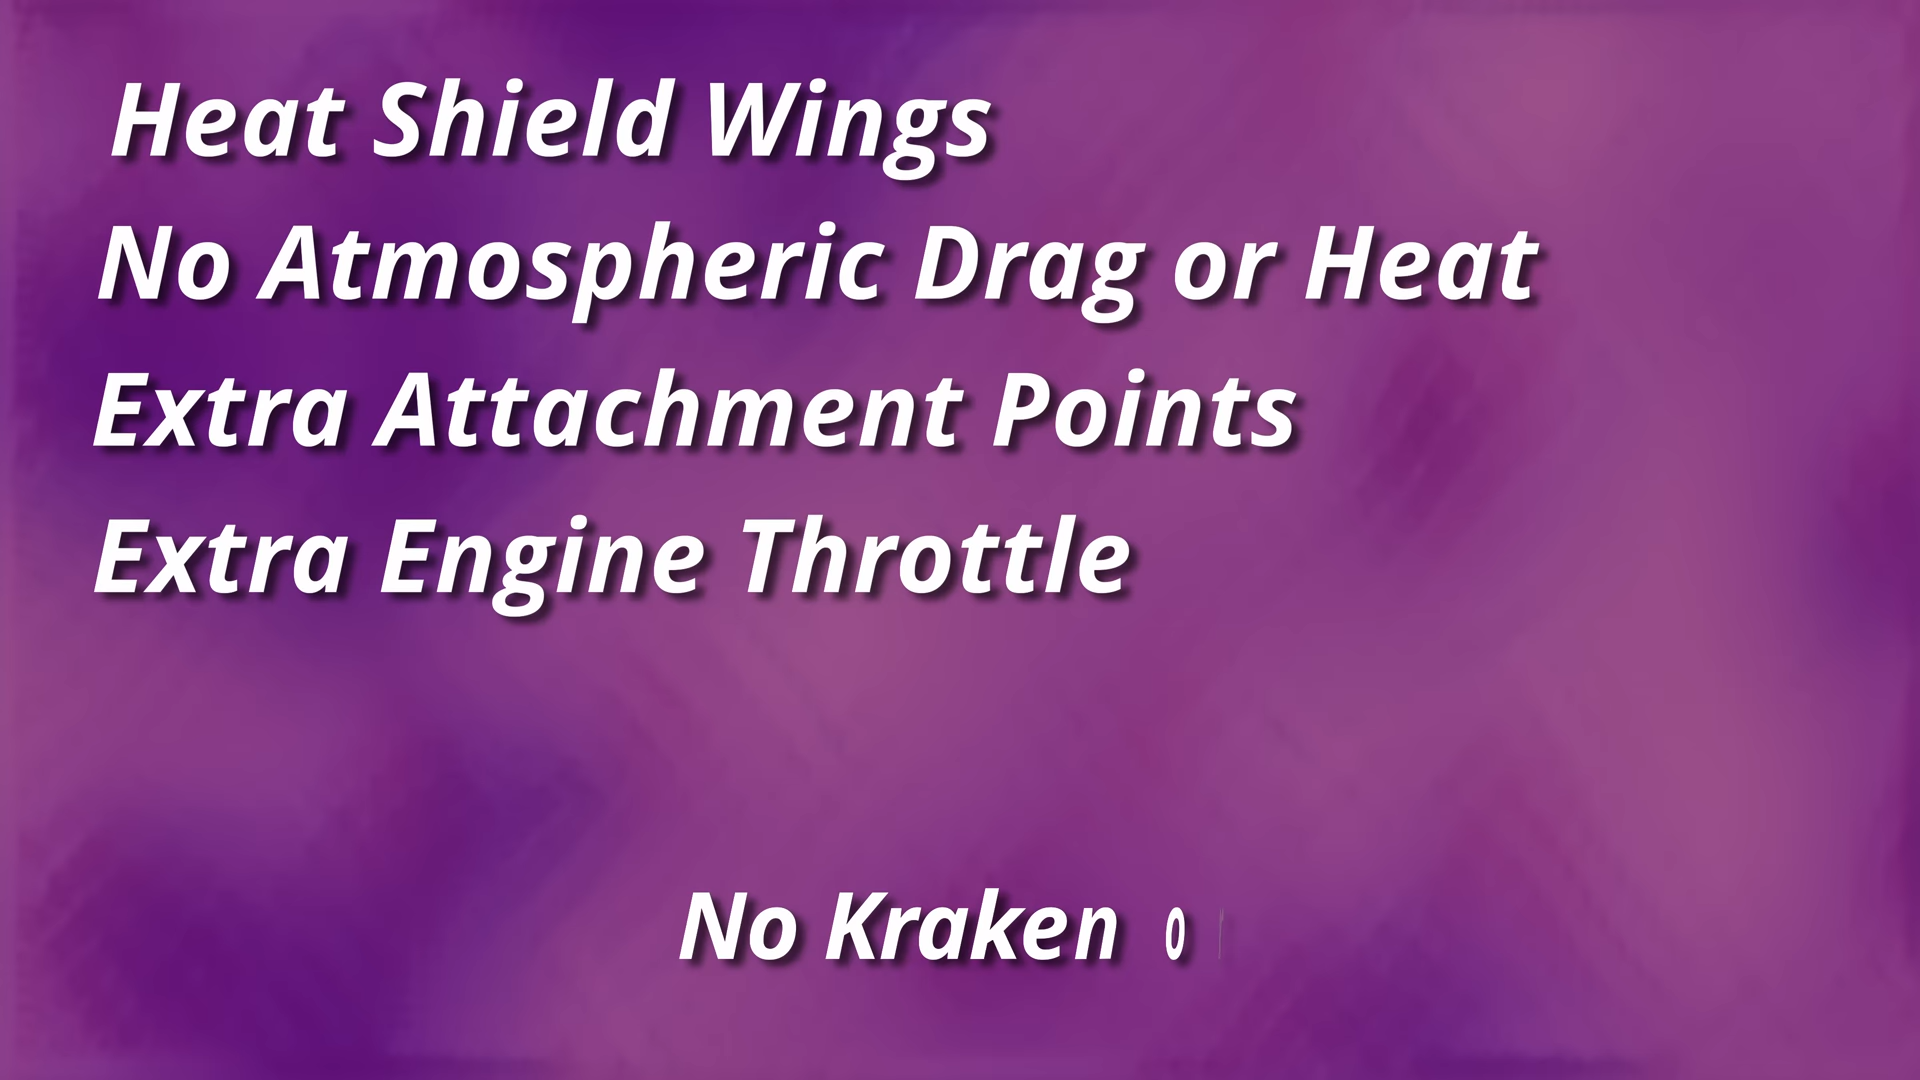 Heat Shield Wings
No Atmospheric Drag or Heat
Extra Attachment Points
Extra Engine Throttle
No Kraken